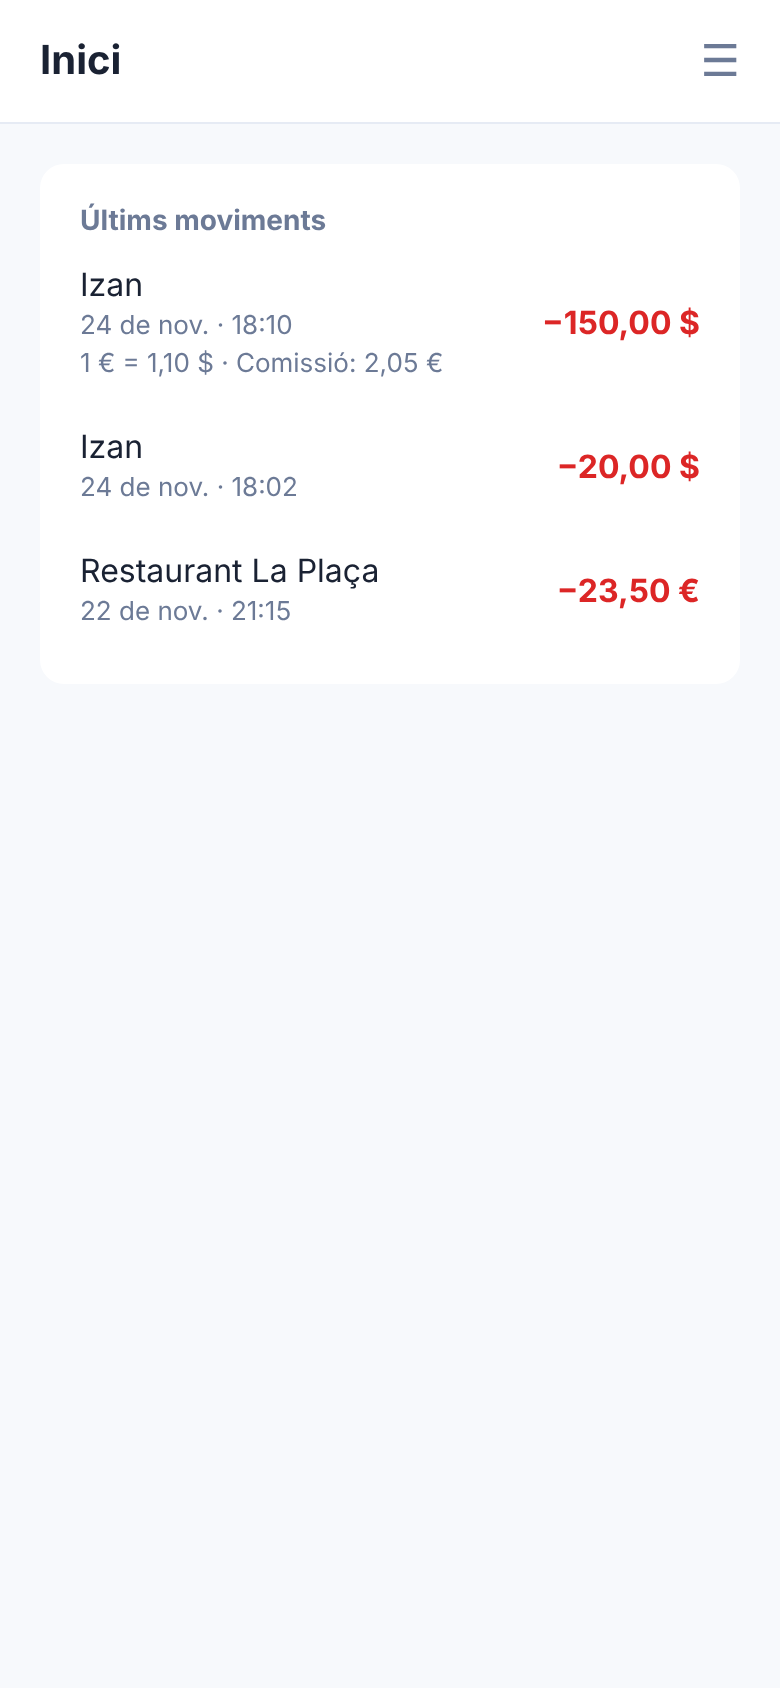 Inici
Últims moviments
Izan
24 de nov. · 18:10
1 € = 1,10 $ · Comissió: 2,05 €
−150,00 $
Izan
24 de nov. · 18:02
−20,00 $
Restaurant La Plaça
22 de nov. · 21:15
−23,50 €